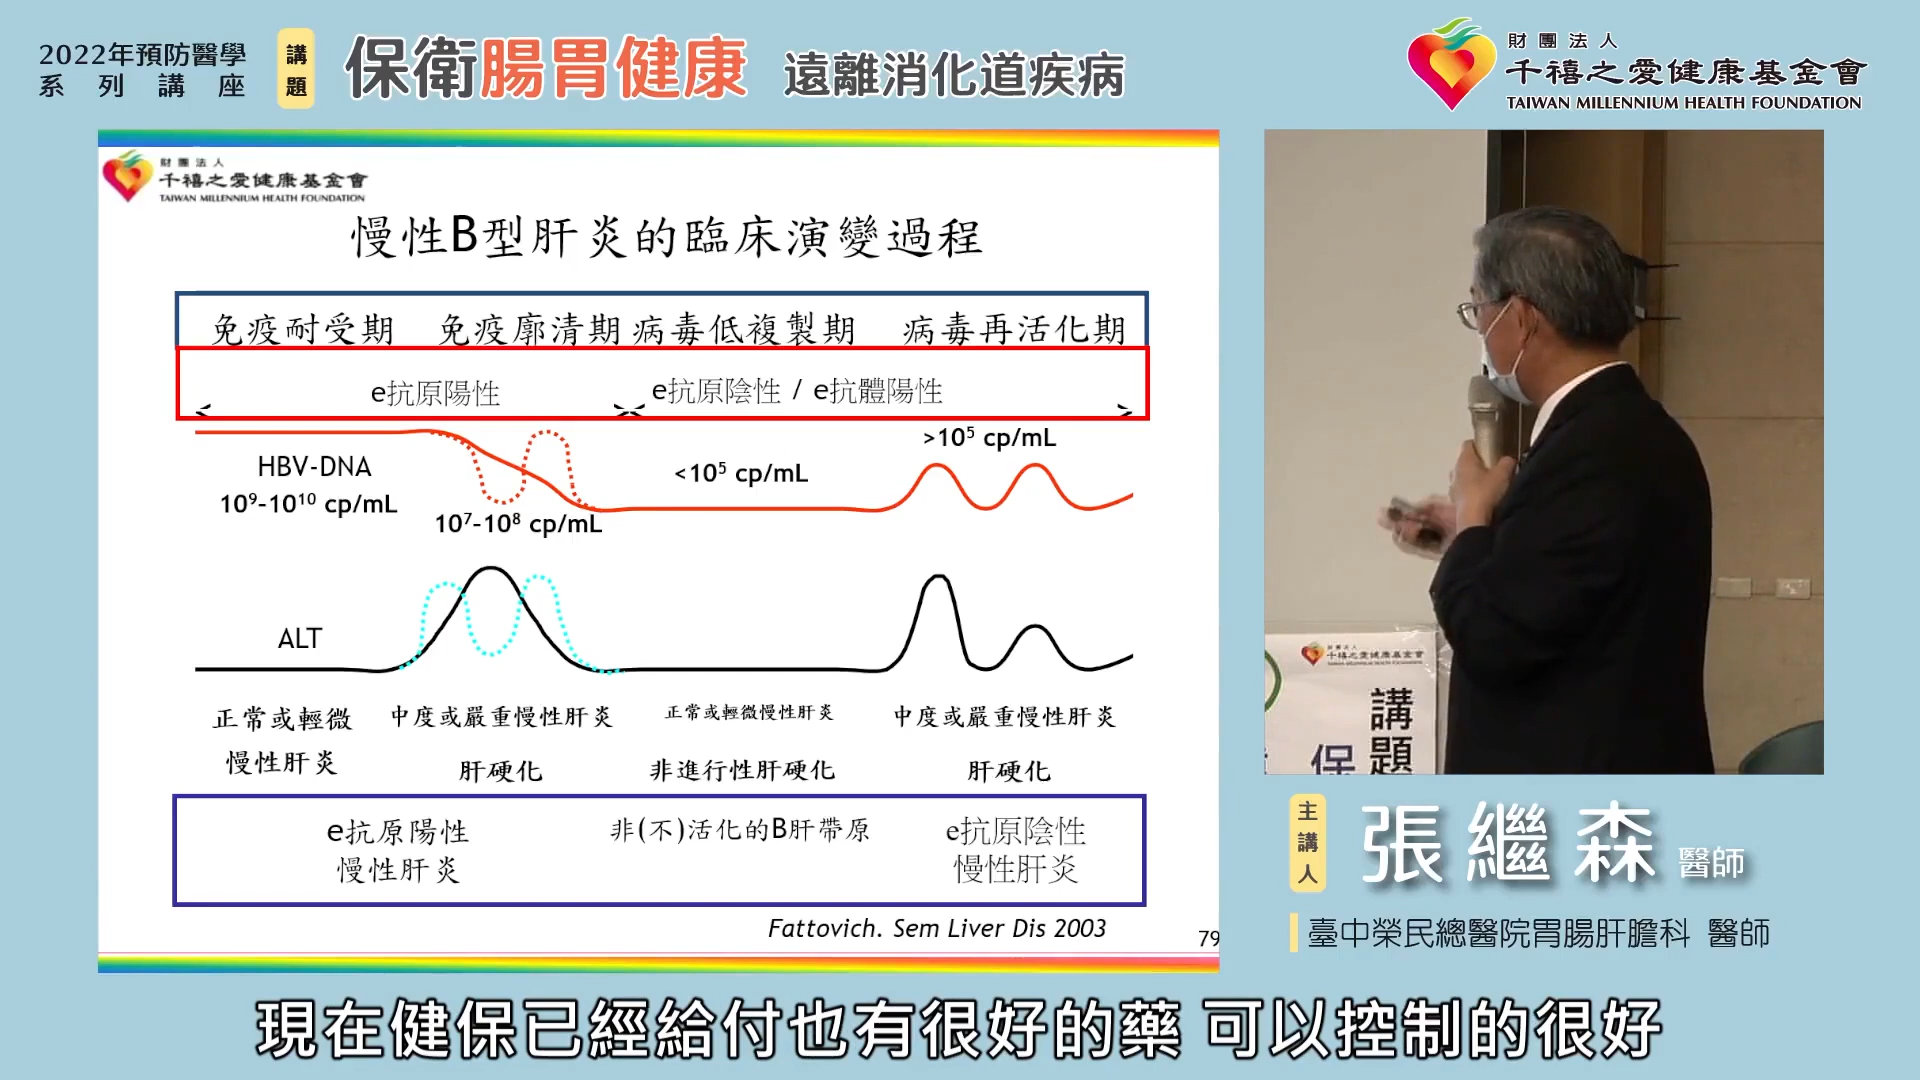 2022年預防醫學
系列講座
講題
保衛腸胃健康 遠離消化道疾病
財團法人
千禧之愛健康基金會
TAIWAN MILLENNIUM HEALTH FOUNDATION
財團法人
千禧之愛健康基金會
TAIWAN MILLENNIUM HEALTH FOUNDATION
慢性B型肝炎的臨床演變過程
免疫耐受期 免疫廓清期 病毒低複製期 病毒再活化期
e抗原陽性 e抗原陰性 / e抗體陽性
HBV-DNA
10⁹-10¹⁰ cp/mL
10⁷-10⁸ cp/mL
<10⁵ cp/mL
>10⁵ cp/mL
ALT
正常或輕微
慢性肝炎
中度或嚴重慢性肝炎
肝硬化
正常或輕微慢性肝炎
非進行性肝硬化
中度或嚴重慢性肝炎
肝硬化
e抗原陽性
慢性肝炎
非(不)活化的B肝帶原
e抗原陰性
慢性肝炎
Fattovich. Sem Liver Dis 2003
79
千禧之愛健康基金會
講題
保
主講人
張繼森 醫師
臺中榮民總醫院胃腸肝膽科 醫師
現在健保已經給付也有很好的藥 可以控制的很好